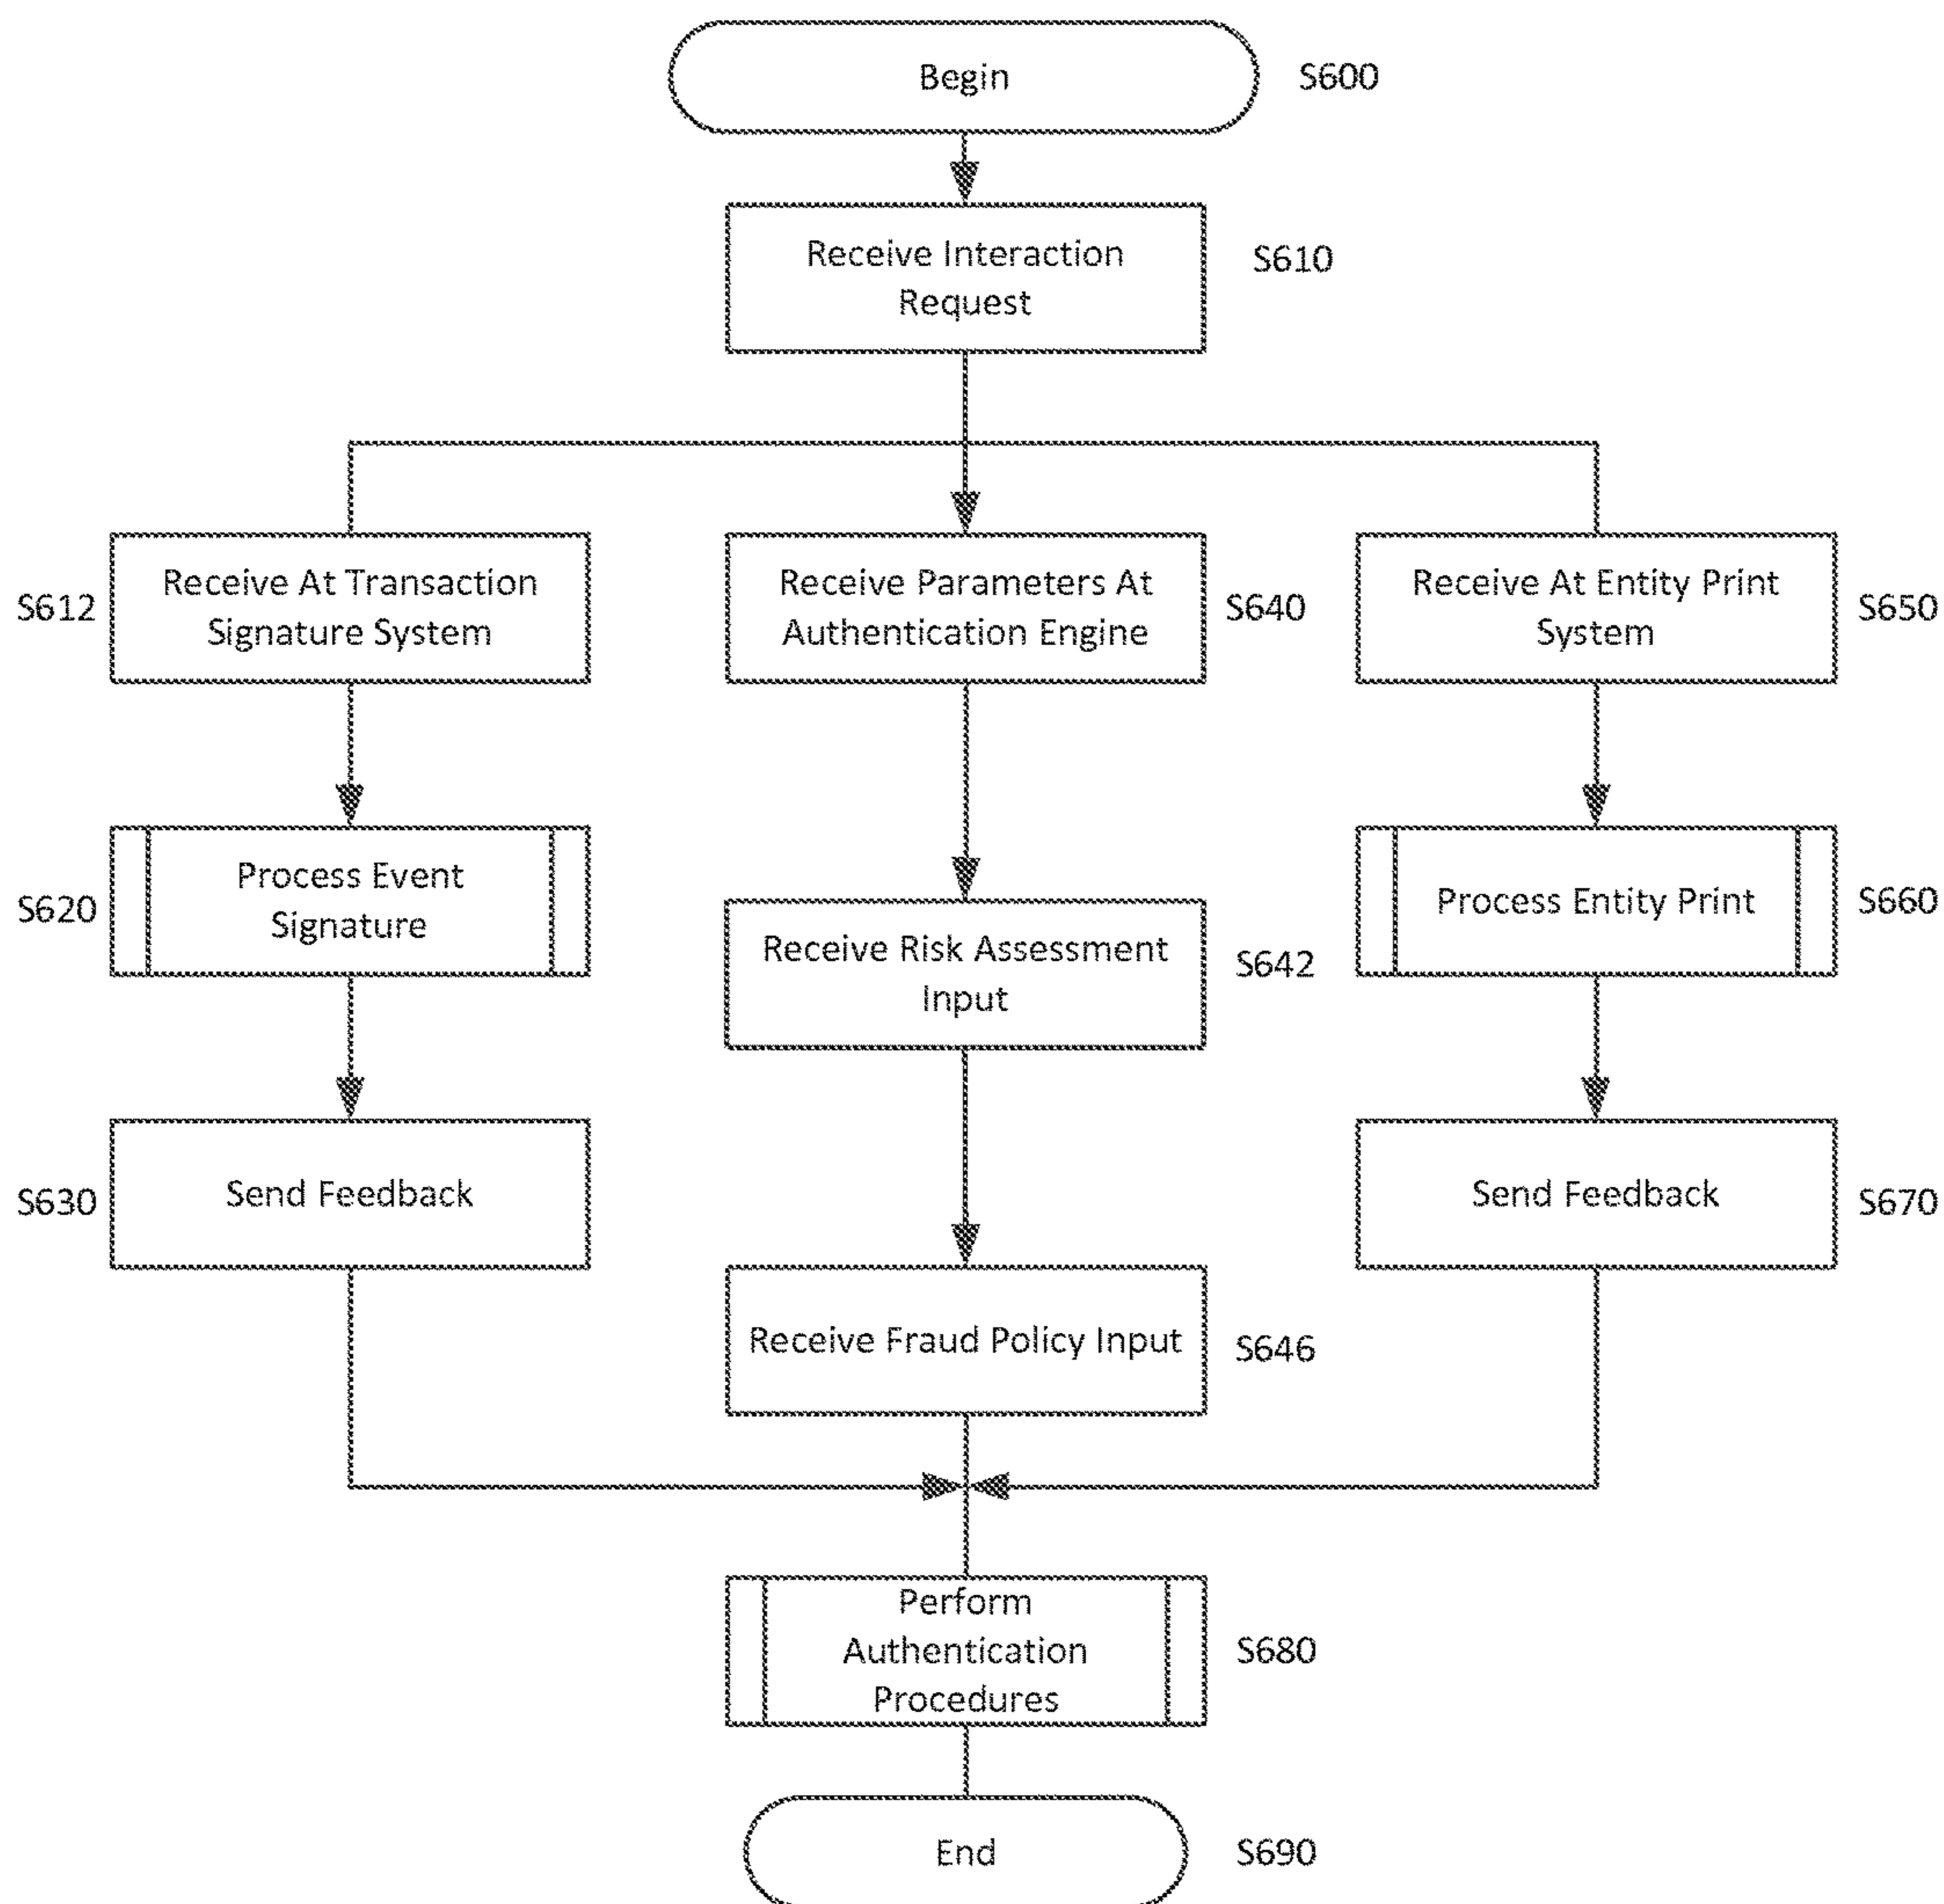 Begin
S600
Receive Interaction
Request
S610
S612
Receive At Transaction
Signature System
Receive Parameters At
Authentication Engine
S640
Receive At Entity Print
System
S650
S620
Process Event
Signature
Receive Risk Assessment
Input
S642
Process Entity Print
S660
S630
Send Feedback
Receive Fraud Policy Input
S646
Send Feedback
S670
Perform
Authentication
Procedures
S680
End
S690